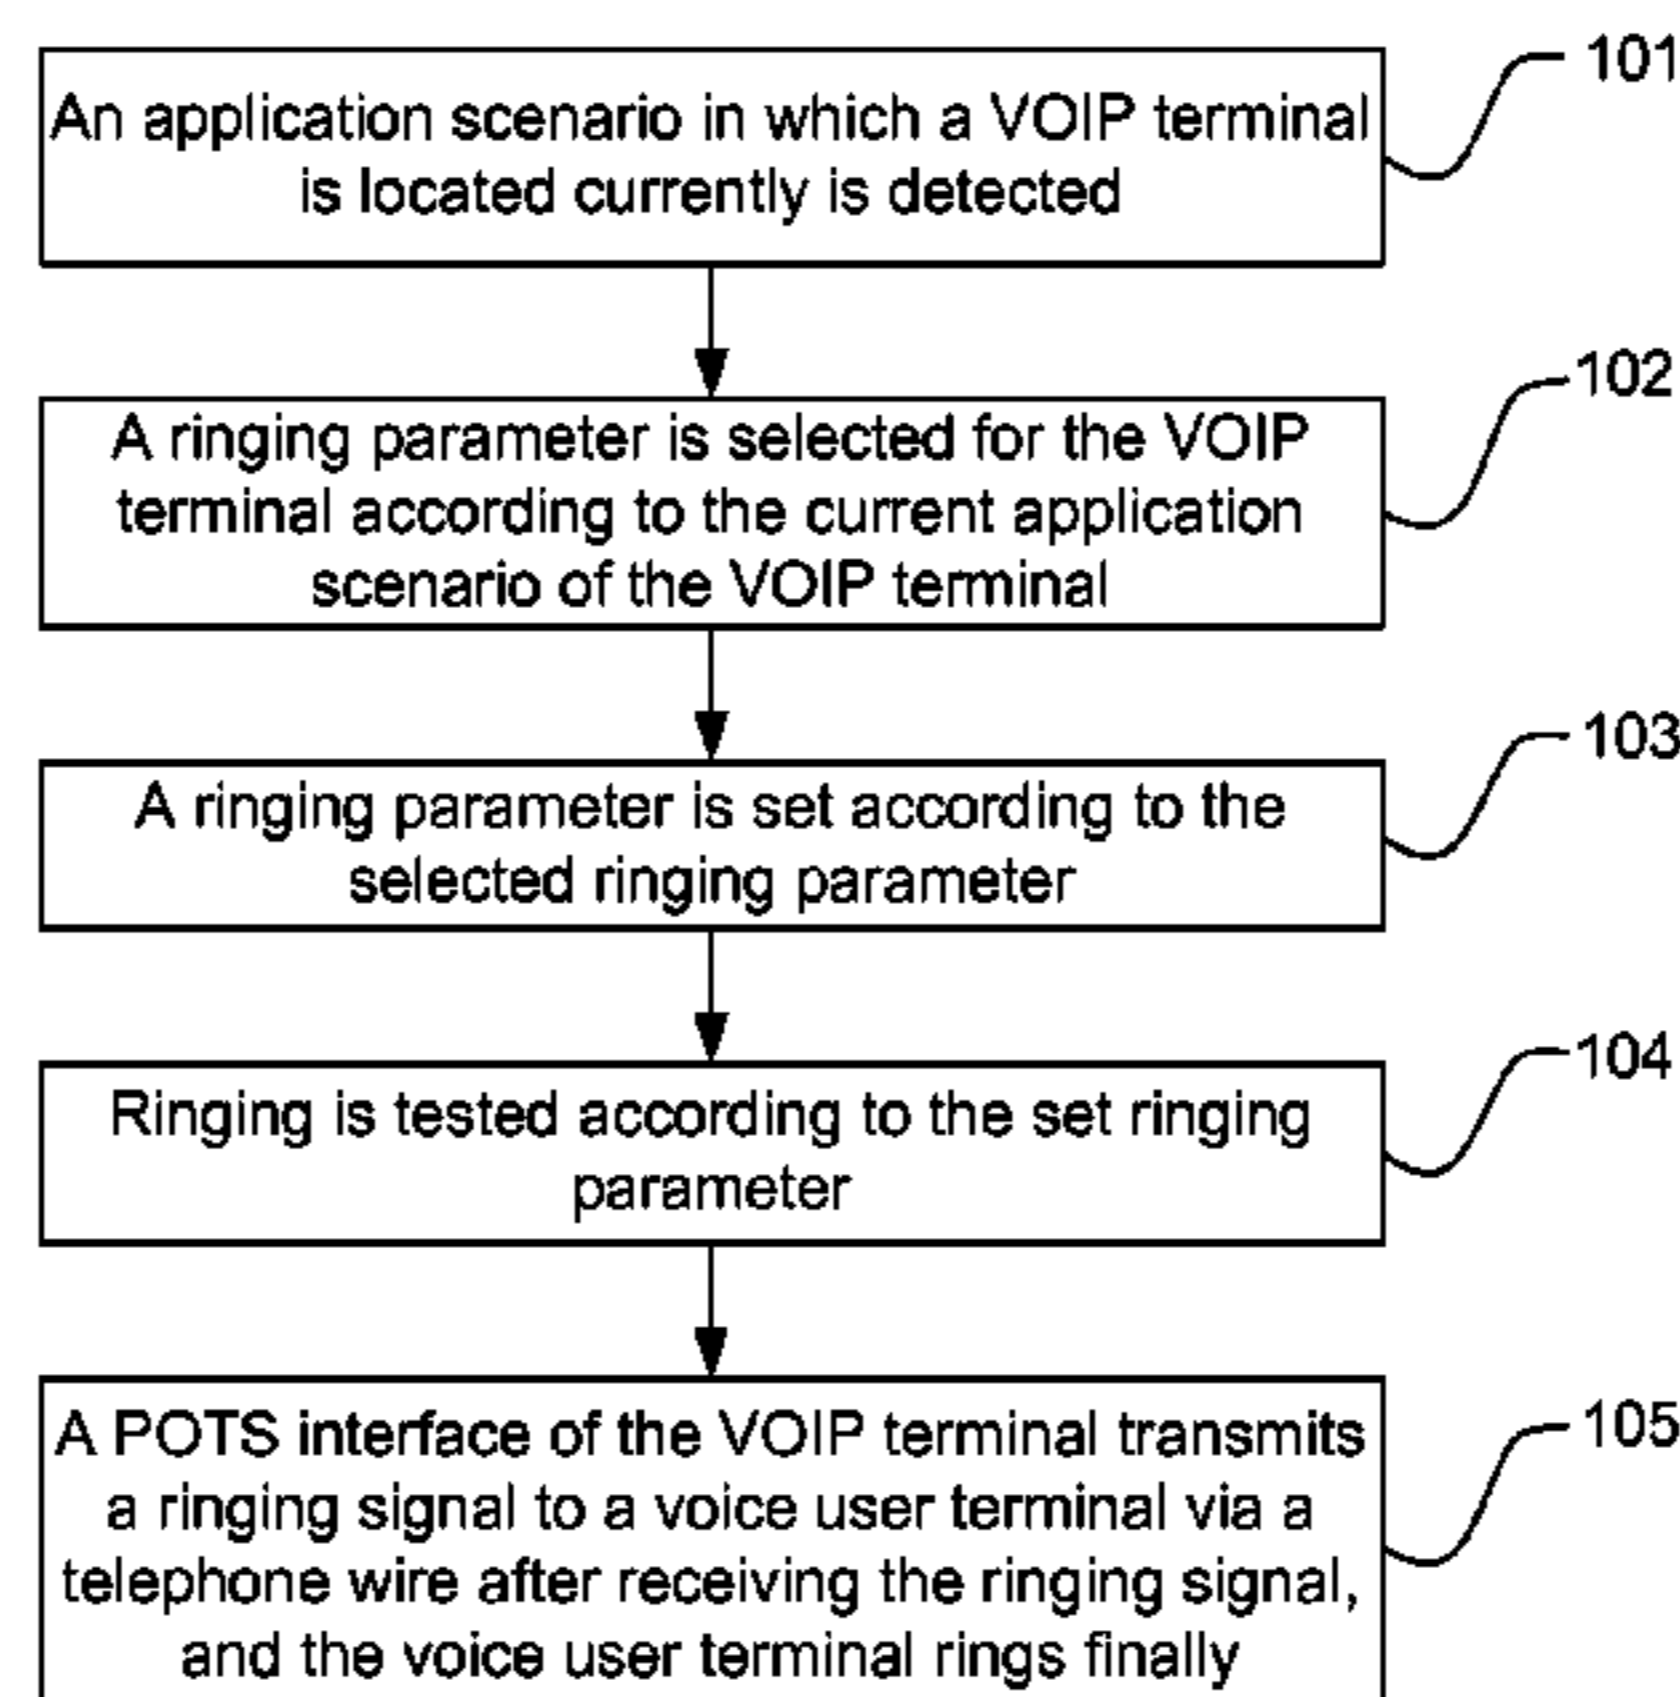 101
An application scenario in which a VOIP terminal
is located currently is detected
102
A ringing parameter is selected for the VOIP
terminal according to the current application
scenario of the VOIP terminal
103
A ringing parameter is set according to the
selected ringing parameter
104
Ringing is tested according to the set ringing
parameter
105
A POTS interface of the VOIP terminal transmits
a ringing signal to a voice user terminal via a
telephone wire after receiving the ringing signal,
and the voice user terminal rings finally